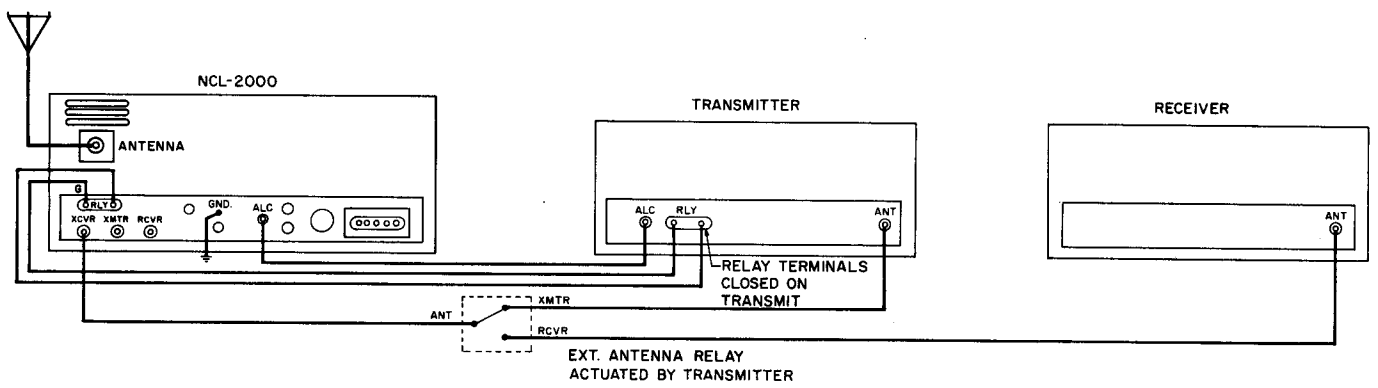 NCL-2000
TRANSMITTER
RECEIVER
ANTENNA
G
RLY
GND.
ALC
XCVR XMTR RCVR
ALC
RLY
ANT
ANT
RELAY TERMINALS
CLOSED ON
TRANSMIT
ANT
XMTR
RCVR
EXT. ANTENNA RELAY
ACTUATED BY TRANSMITTER